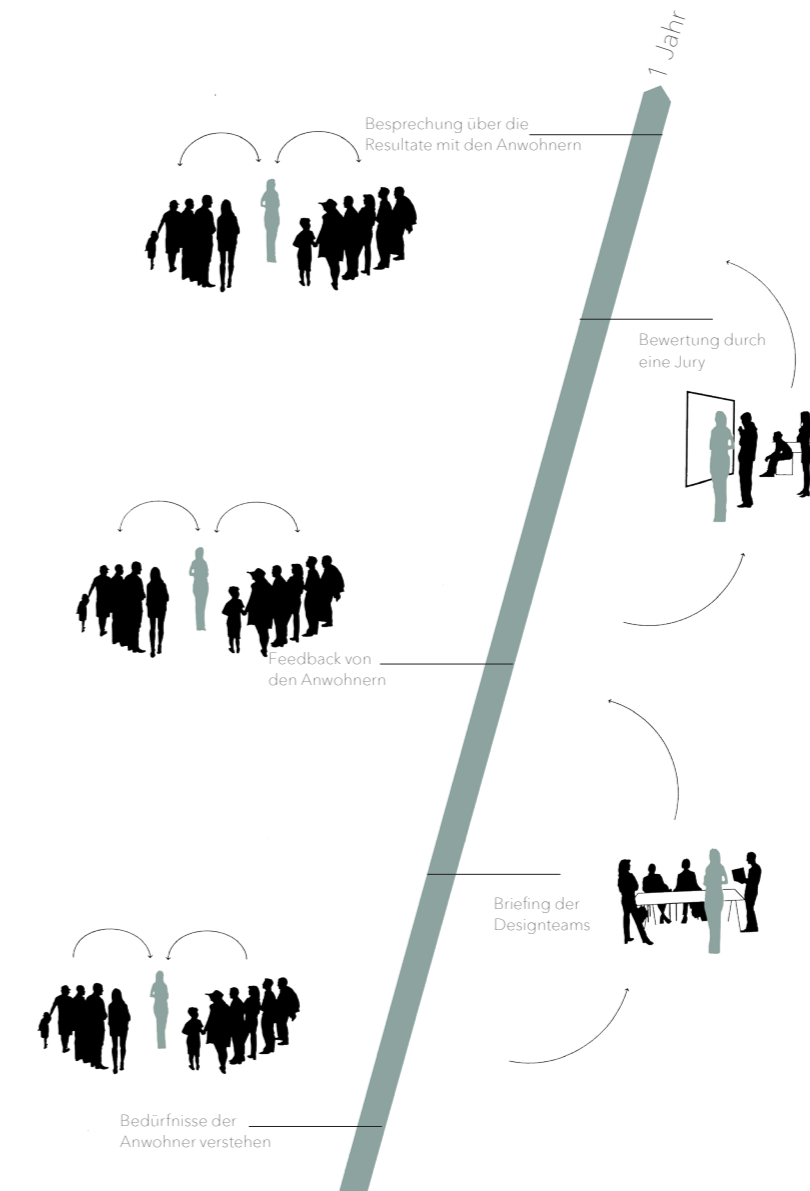 1 Jahr
Besprechung über die
Resultate mit den Anwohnern
Bewertung durch
eine Jury
Feedback von
den Anwohnern
Briefing der
Designteams
Bedürfnisse der
Anwohner verstehen